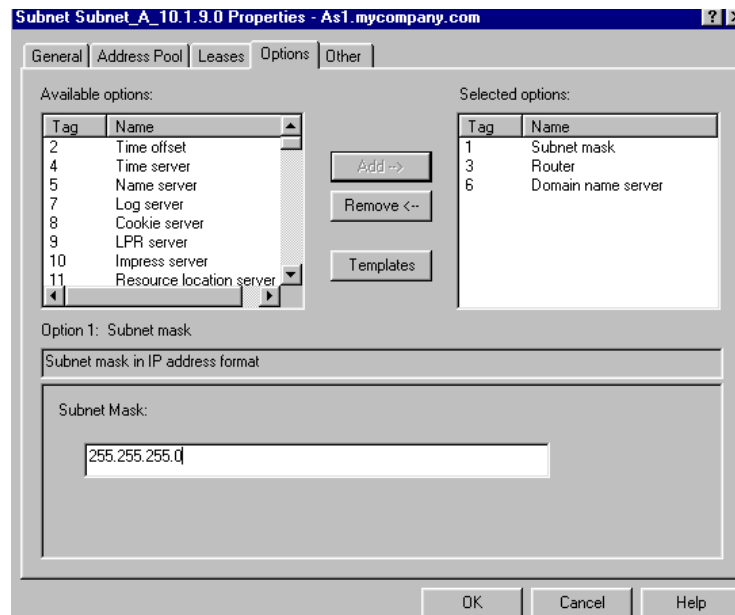 Subnet Subnet_A_10.1.9.0 Properties - As1.mycompany.com
General Address Pool Leases Options Other
Available options: Selected options:
Tag Name Tag Name
2 Time offset 1 Subnet mask
4 Time server 3 Router
5 Name server 6 Domain name server
7 Log server
8 Cookie server
9 LPR server
10 Impress server
11 Resource location server
Add -->
Remove <--
Templates
Option 1: Subnet mask
Subnet mask in IP address format
Subnet Mask:
255.255.255.0
OK Cancel Help